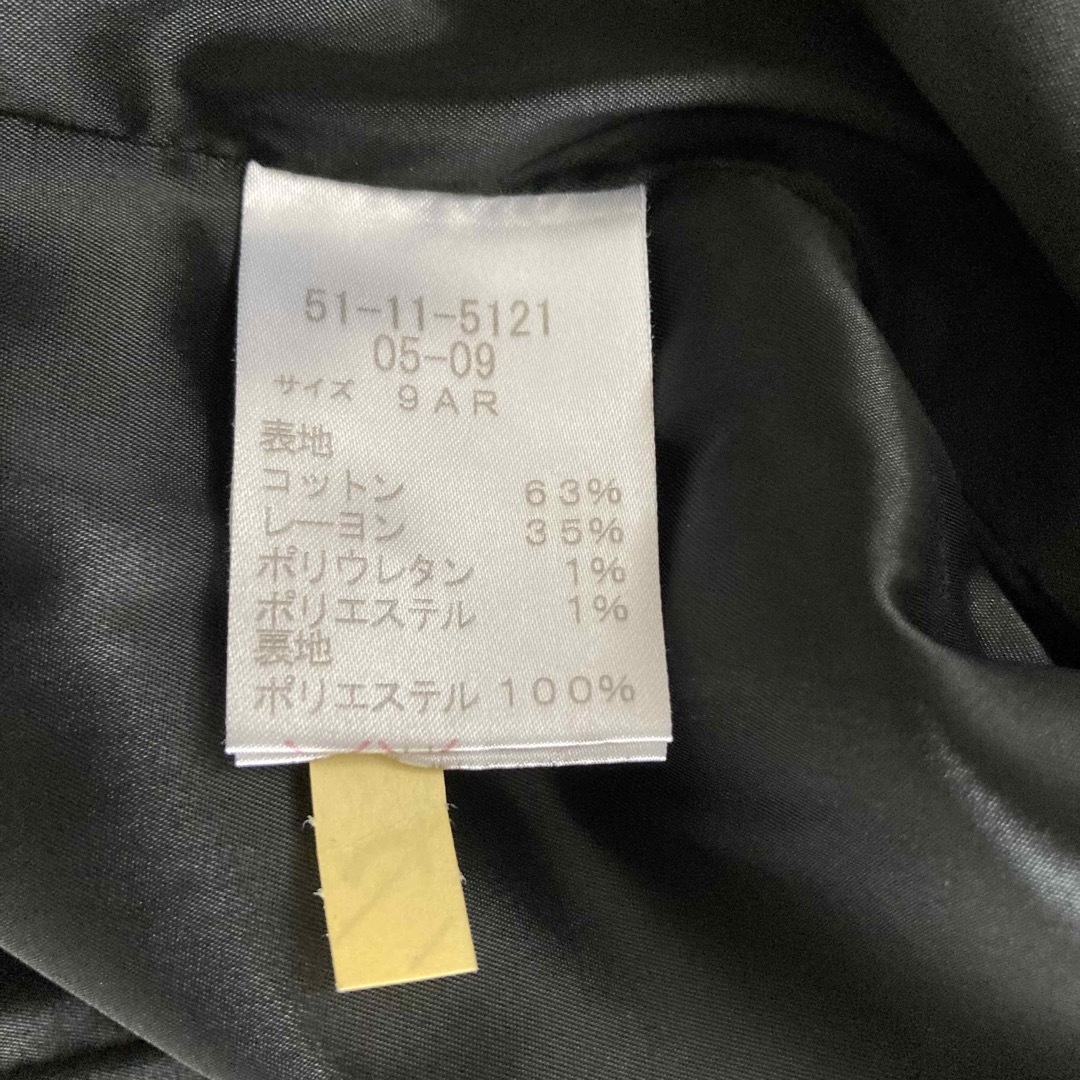 51-11-5121
05-09
サイズ 9AR
表地
コットン 63%
レーヨン 35%
ポリウレタン 1%
ポリエステル 1%
裏地
ポリエステル 100%